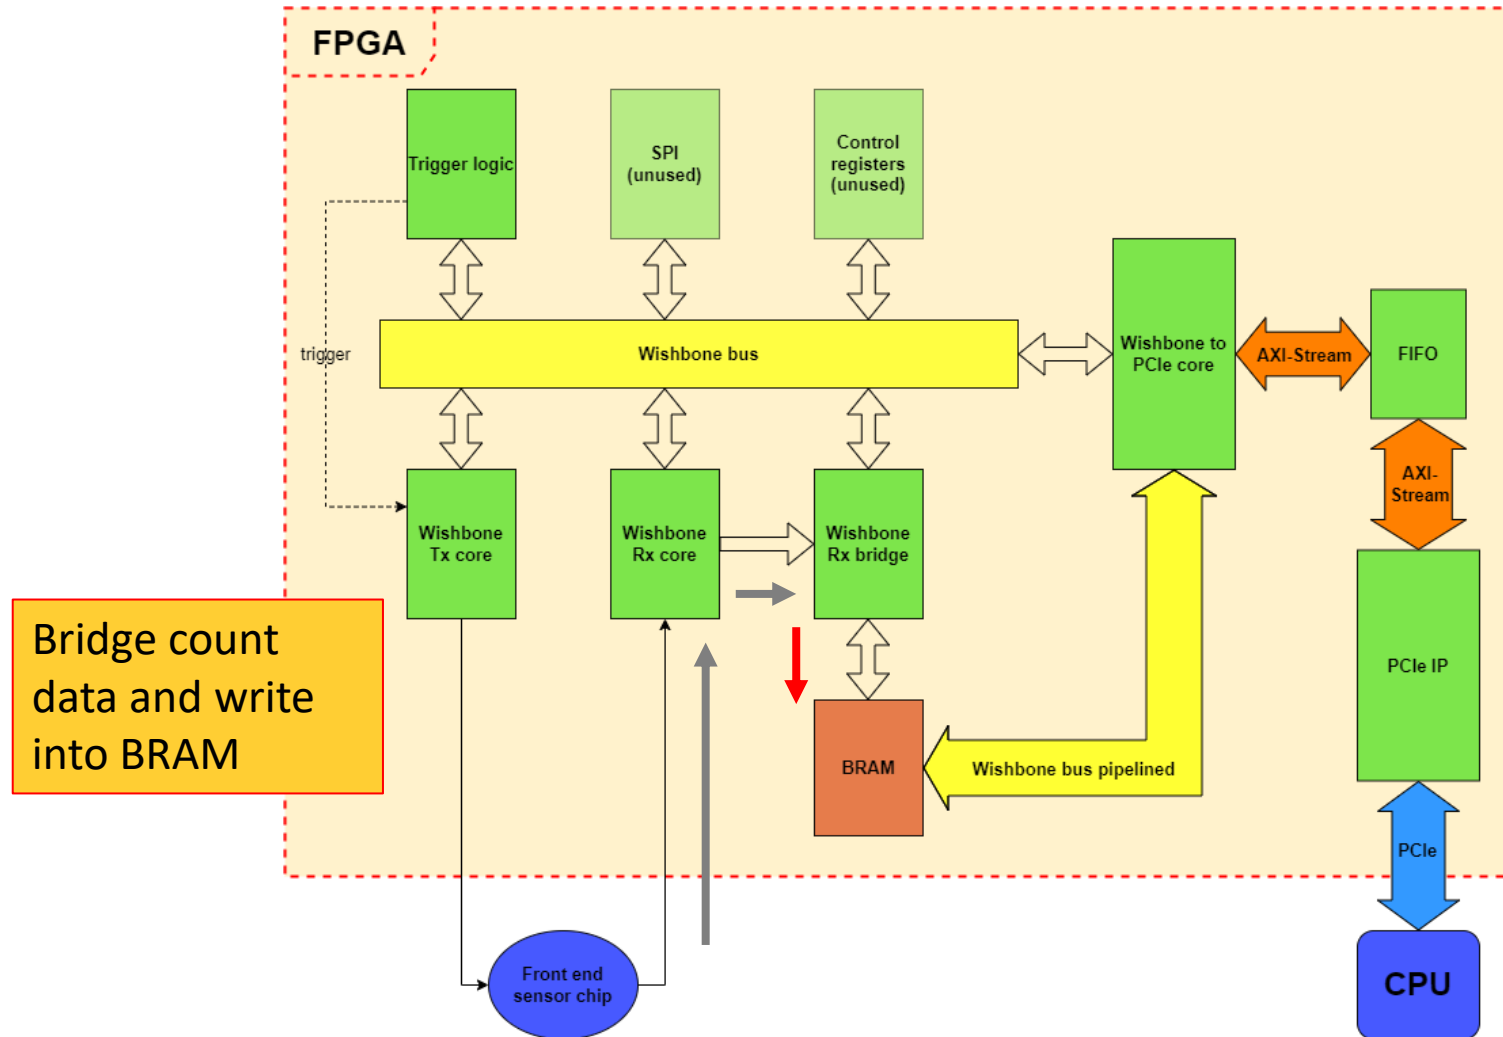 FPGA
Trigger logic
SPI
(unused)
Control
registers
(unused)
trigger
Wishbone bus
Wishbone to
PCIe core
AXI-Stream
FIFO
AXI-
Stream
Wishbone
Tx core
Wishbone
Rx core
Wishbone
Rx bridge
PCIe IP
Bridge count
data and write
into BRAM
BRAM
Wishbone bus pipelined
PCIe
Front end
sensor chip
CPU